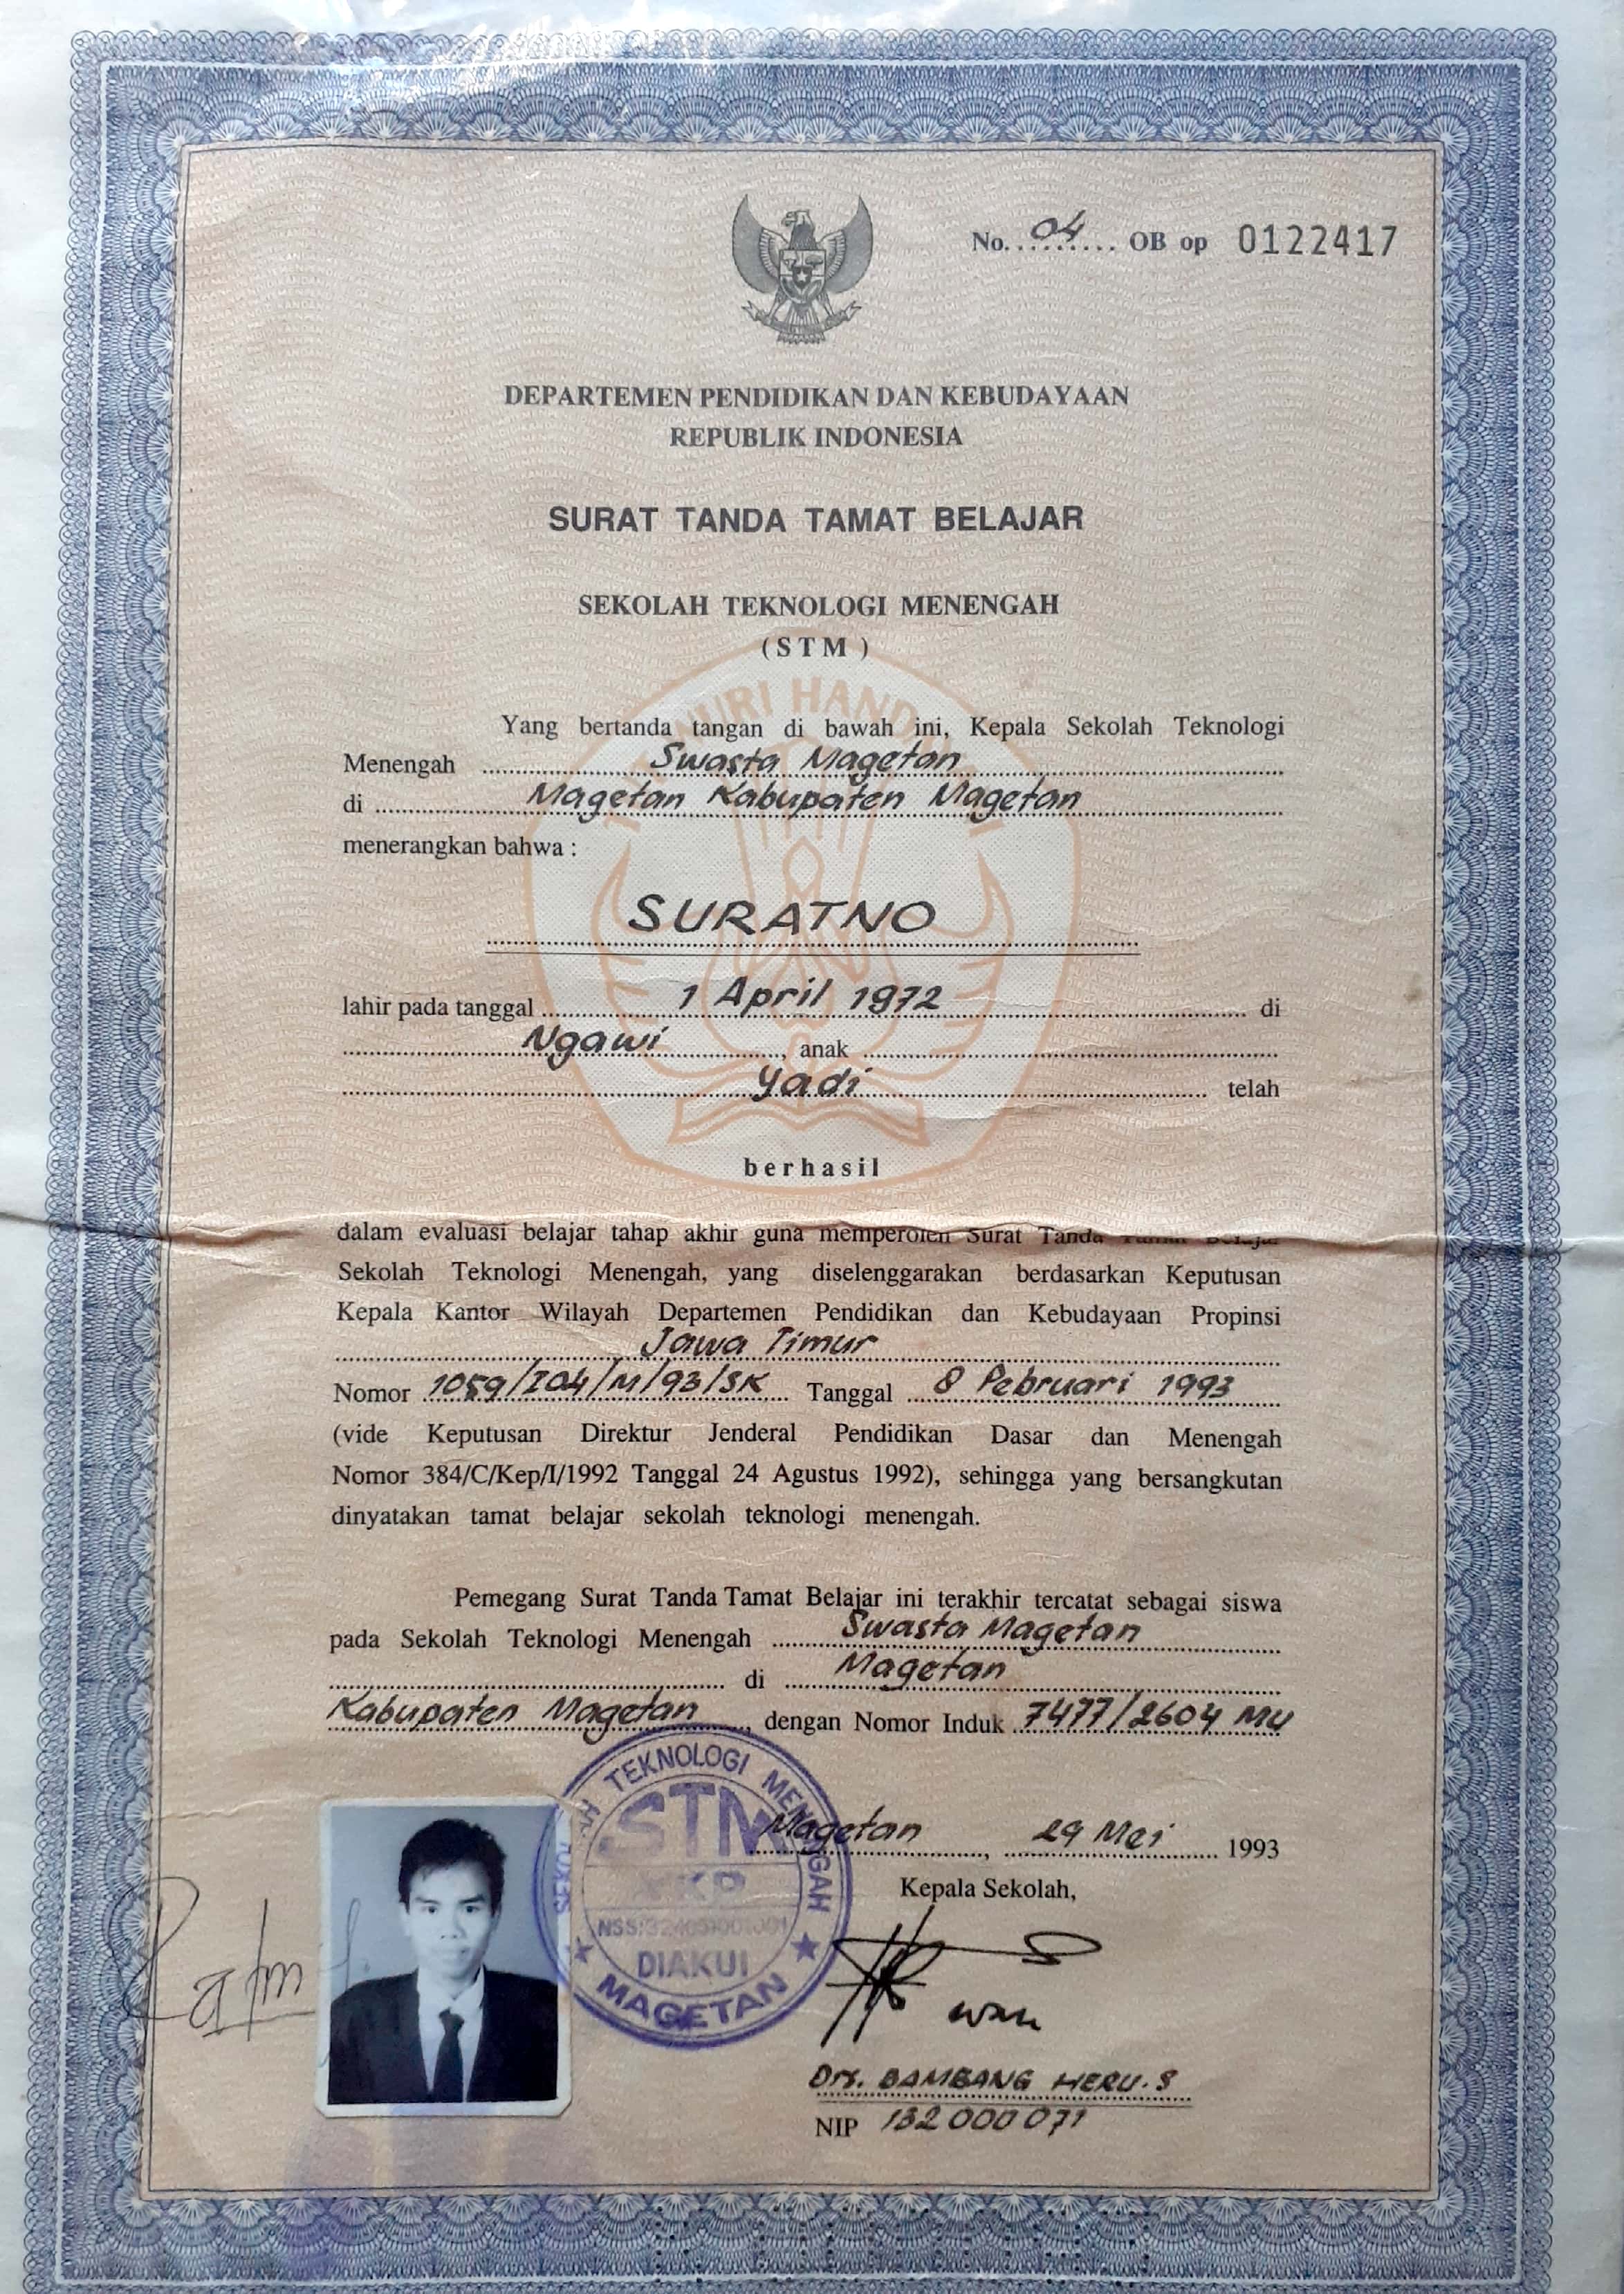 No. 04 OB op 0122417
DEPARTEMEN PENDIDIKAN DAN KEBUDAYAAN
REPUBLIK INDONESIA
SURAT TANDA TAMAT BELAJAR
SEKOLAH TEKNOLOGI MENENGAH
( S T M )
Yang bertanda tangan di bawah ini, Kepala Sekolah Teknologi
Menengah Swasta Magetan
di Magetan Kabupaten Magetan
menerangkan bahwa :
SURATNO
lahir pada tanggal 1 April 1972 di
Ngawi, anak
Yadi telah
berhasil
dalam evaluasi belajar tahap akhir guna memperoleh Surat Tanda Tamat Belajar
Sekolah Teknologi Menengah, yang diselenggarakan berdasarkan Keputusan
Kepala Kantor Wilayah Departemen Pendidikan dan Kebudayaan Propinsi
Jawa Timur
Nomor 1059/I04/M/93/SK Tanggal 8 Pebruari 1993
(vide Keputusan Direktur Jenderal Pendidikan Dasar dan Menengah
Nomor 384/C/Kep/I/1992 Tanggal 24 Agustus 1992), sehingga yang bersangkutan
dinyatakan tamat belajar sekolah teknologi menengah.
Pemegang Surat Tanda Tamat Belajar ini terakhir tercatat sebagai siswa
pada Sekolah Teknologi Menengah Swasta Magetan
di Magetan
Kabupaten Magetan, dengan Nomor Induk 7477/2604 MU
TEKNOLOGI MENENGAH
STM
DIAKUI
MAGETAN
Magetan, 29 Mei 1993
Kepala Sekolah,
Drs. BAMBANG HERU.S
NIP 132000071